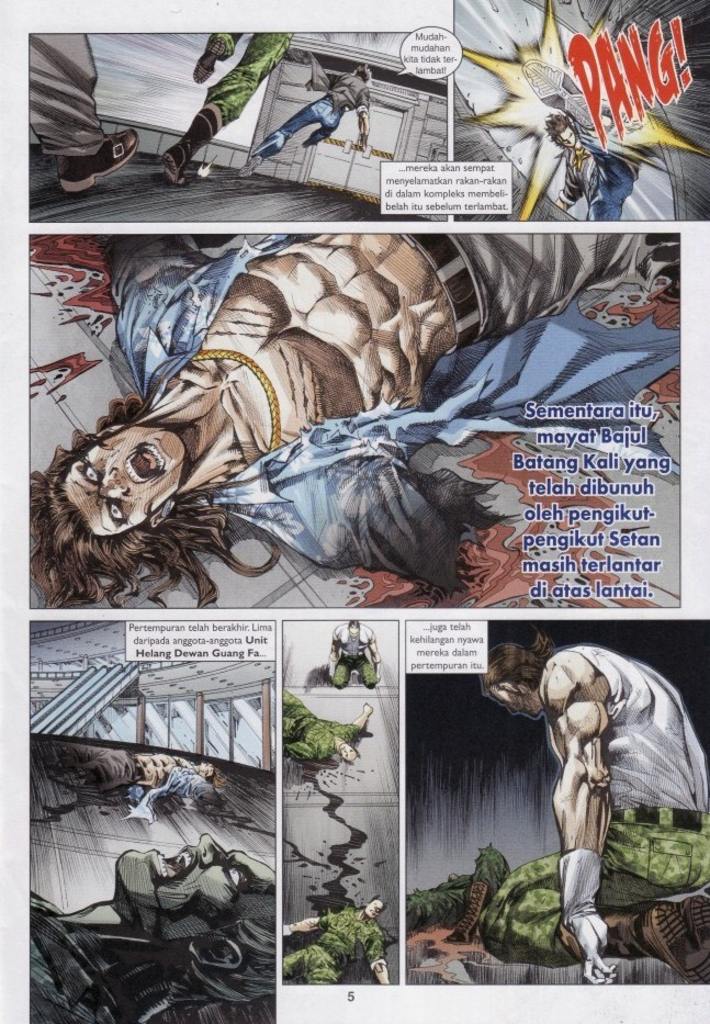 Mudah-
mudahan
kita tidak ter-
lambat!
PANG!
...mereka akan sempat
menyelamatkan rakan-rakan
di dalam kompleks membeli-
belah itu sebelum terlambat.
Sementara itu,
mayat Bajul
Batang Kali yang
telah dibunuh
oleh pengikut-
pengikut Setan
masih terlantar
di atas lantai.
Pertempuran telah berakhir. Lima
daripada anggota-anggota Unit
Helang Dewan Guang Fa...
...juga telah
kehilangan nyawa
mereka dalam
pertempuran itu.
5